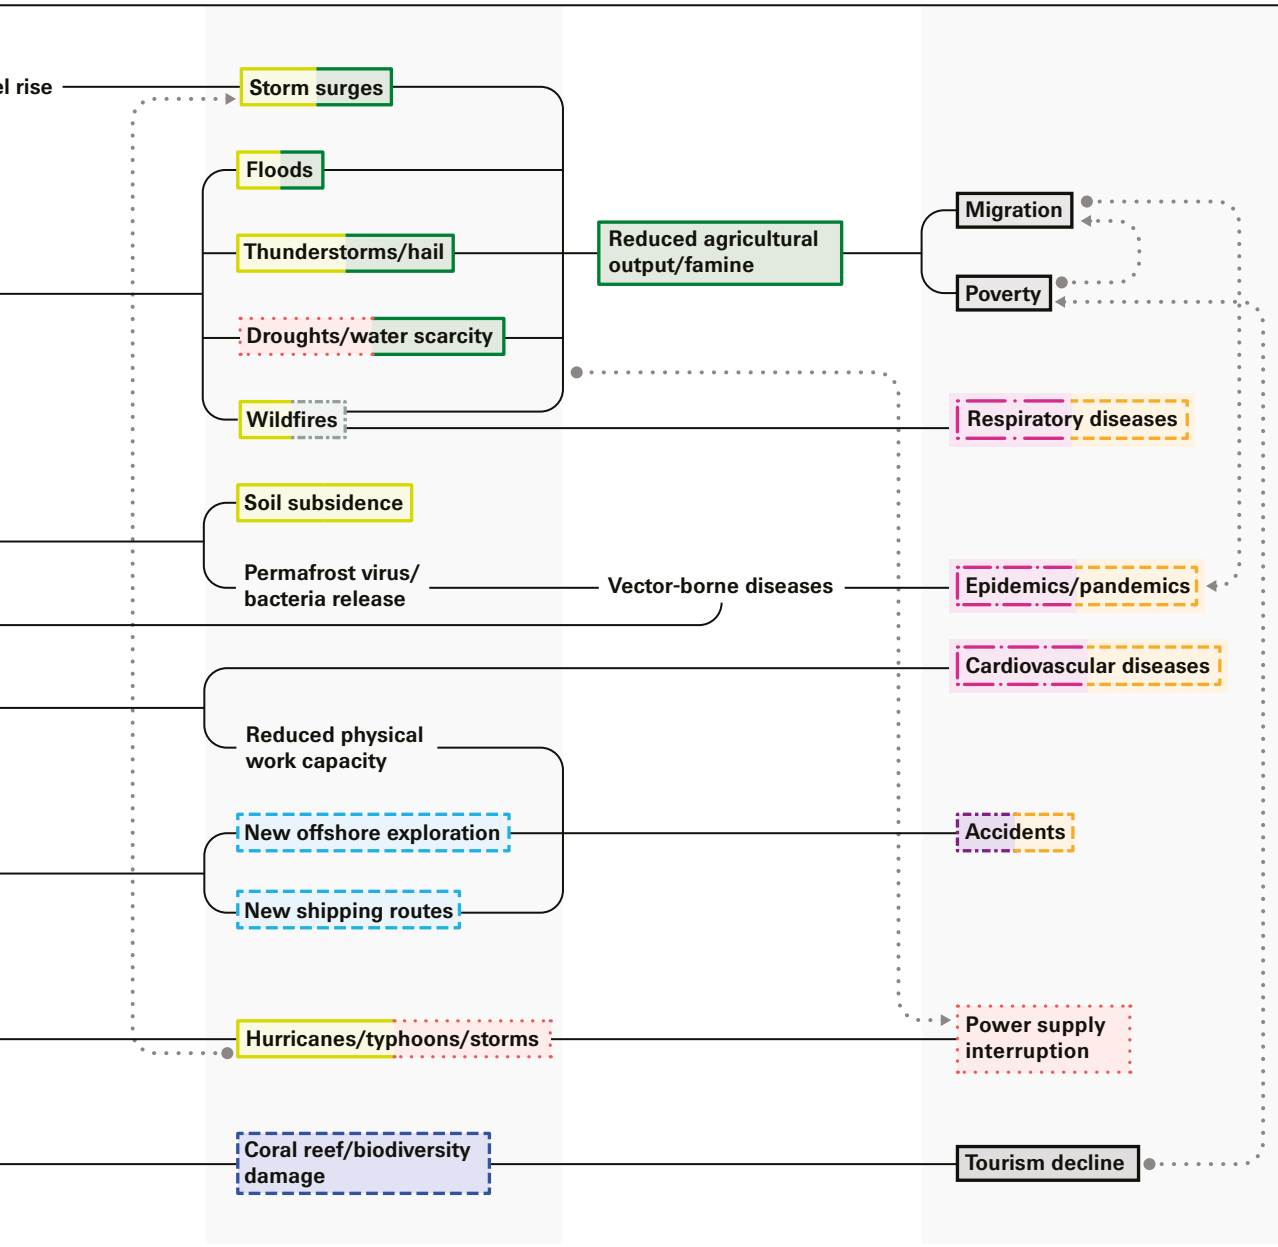 el rise
Storm surges
Floods
Thunderstorms/hail
Droughts/water scarcity
Wildfires
Reduced agricultural
output/famine
Migration
Poverty
Respiratory diseases
Soil subsidence
Permafrost virus/
bacteria release
Vector-borne diseases
Epidemics/pandemics
Cardiovascular diseases
Reduced physical
work capacity
New offshore exploration
Accidents
New shipping routes
Hurricanes/typhoons/storms
Power supply
interruption
Coral reef/biodiversity
damage
Tourism decline